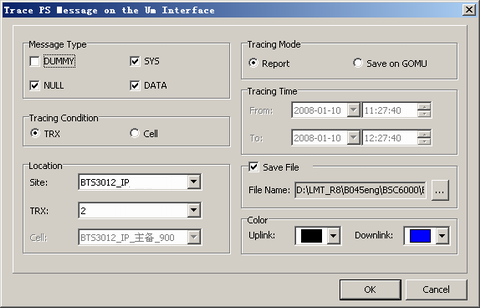 Trace PS Message on the Um Interface
Message Type
DUMMY
SYS
NULL
DATA
Tracing Mode
Report
Save on GOMU
Tracing Condition
TRX
Cell
Tracing Time
From:
2008-01-10
11:27:40
To:
2008-01-10
12:27:40
Location
Site:
BTS3012_IP
TRX:
2
Cell:
BTS3012_IP_主备_900
Save File
File Name:
D:\LMT_R8\B045eng\BSC6000\
...
Color
Uplink:
Downlink:
OK
Cancel